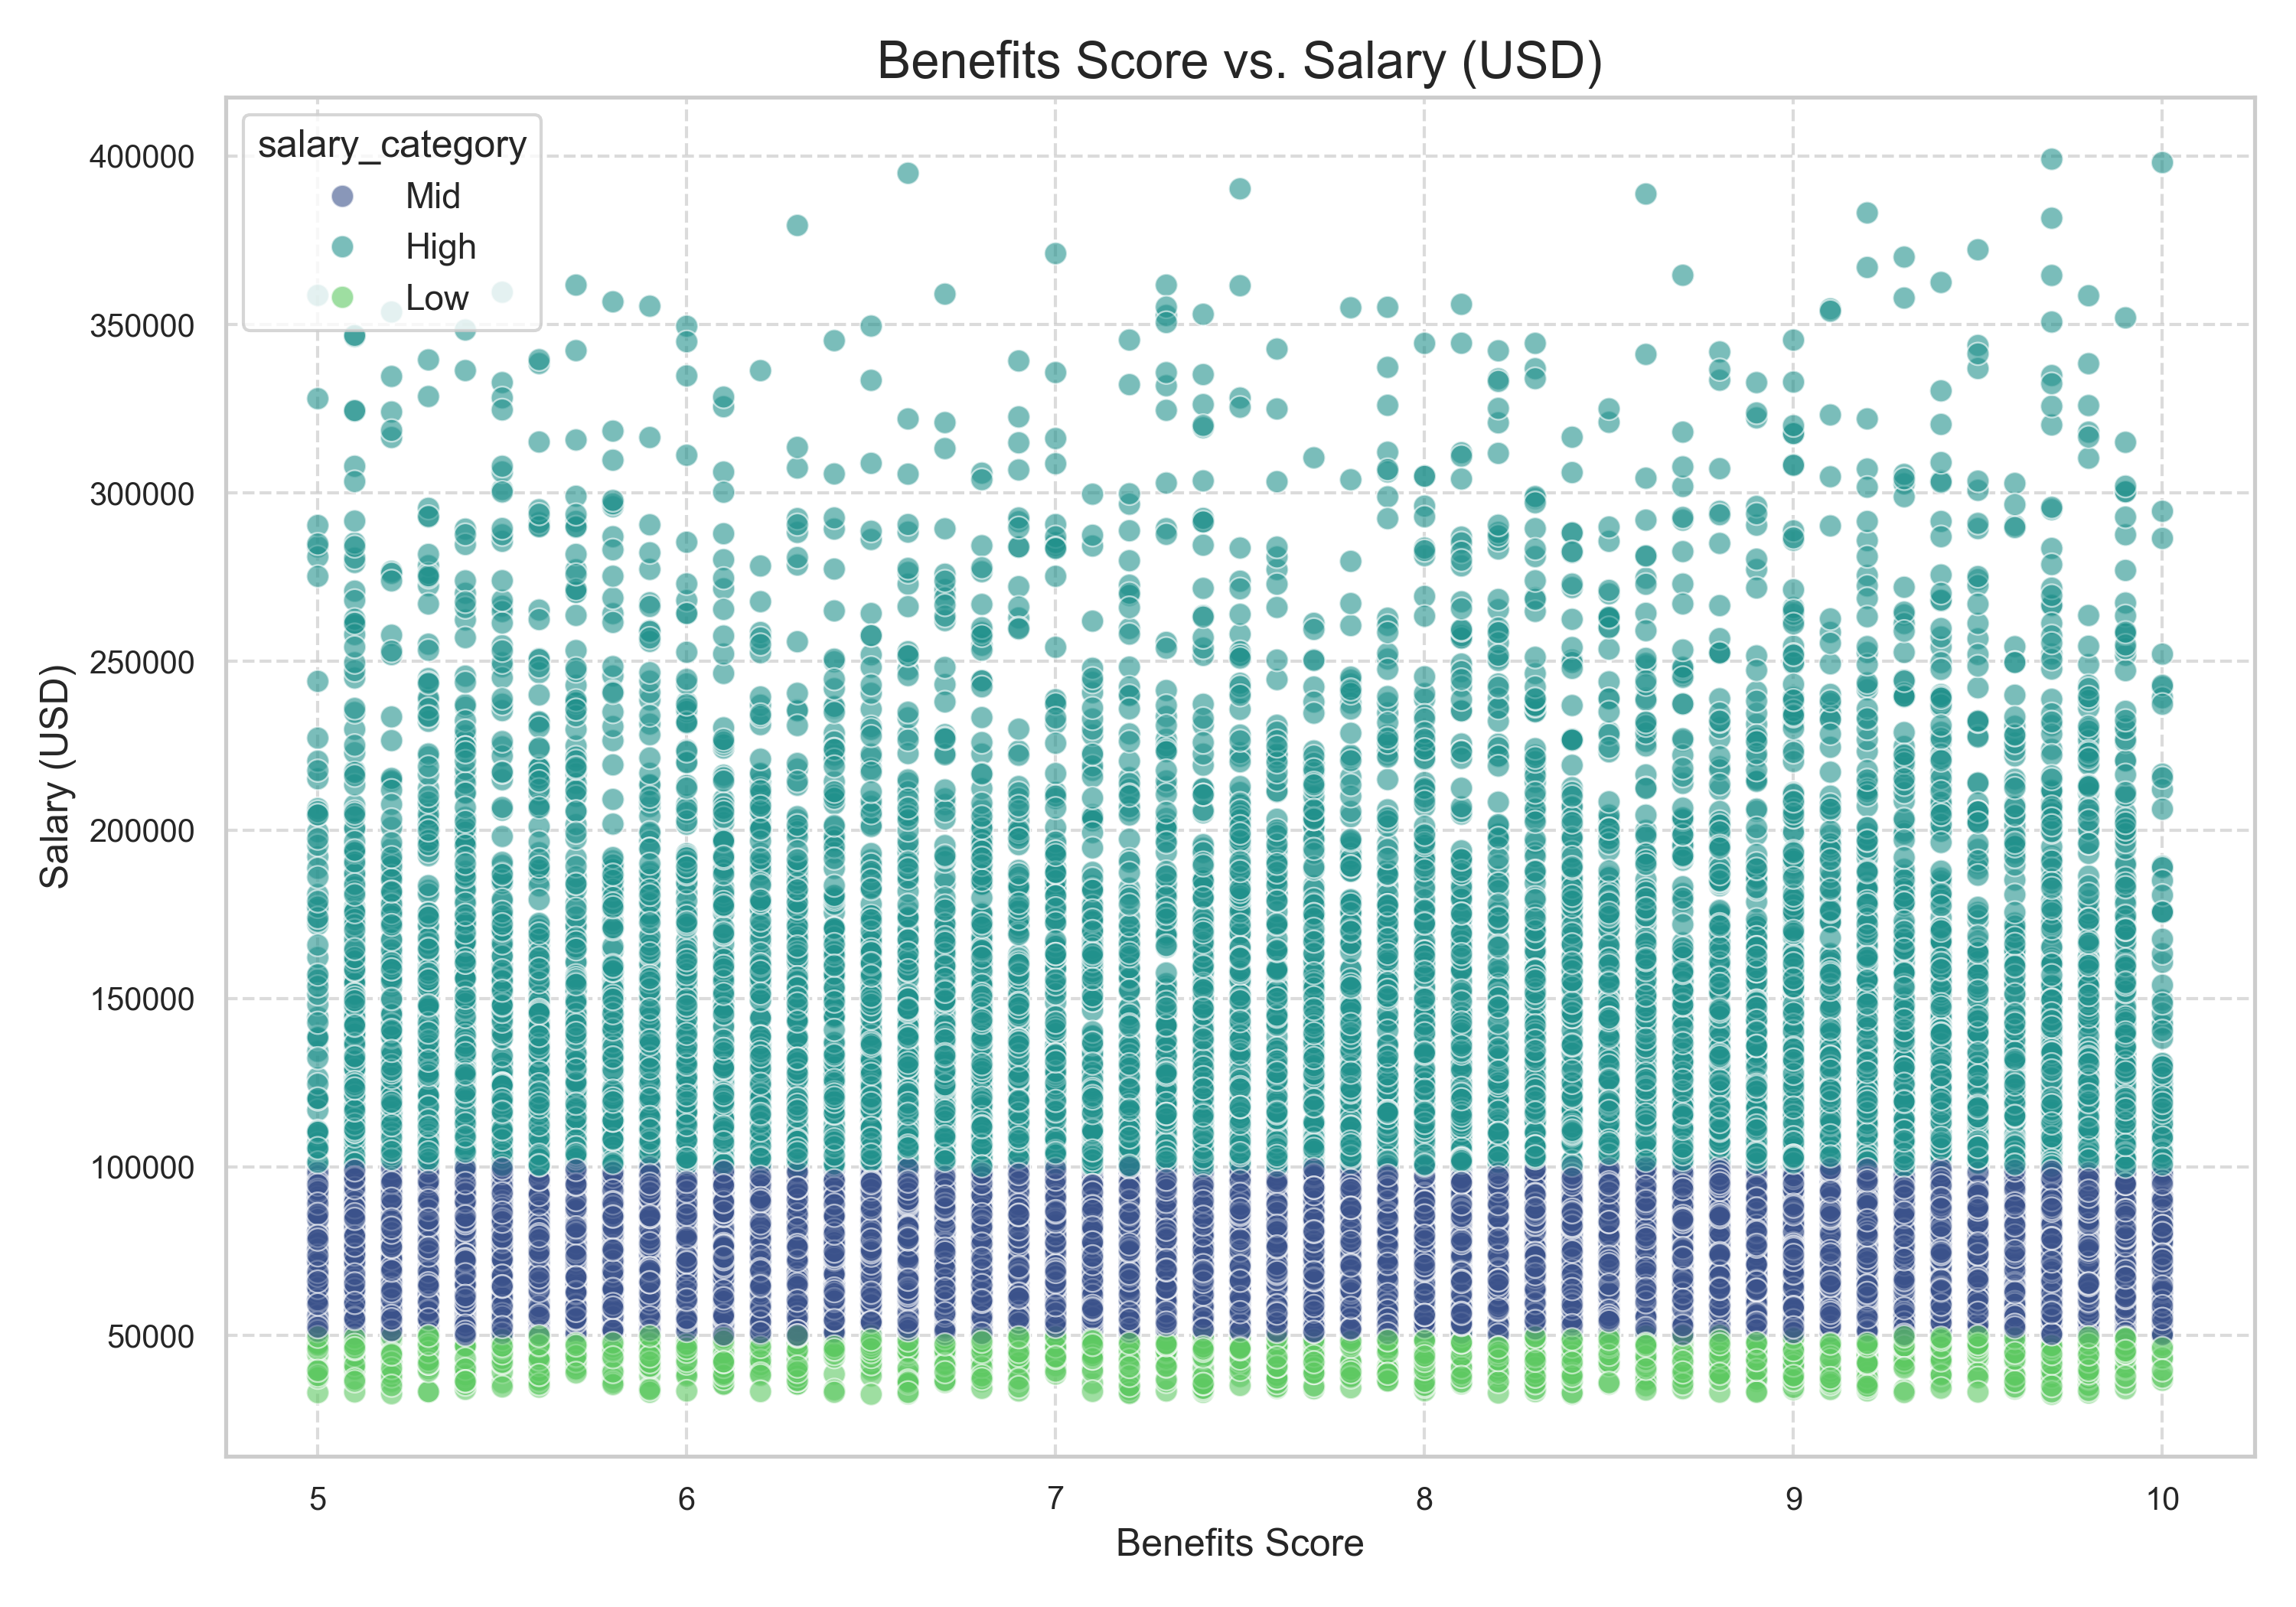 Benefits Score vs. Salary (USD)
salary_category
Mid
High
Low
Salary (USD)
400000
350000
300000
250000
200000
150000
100000
50000
5 6 7 8 9 10
Benefits Score